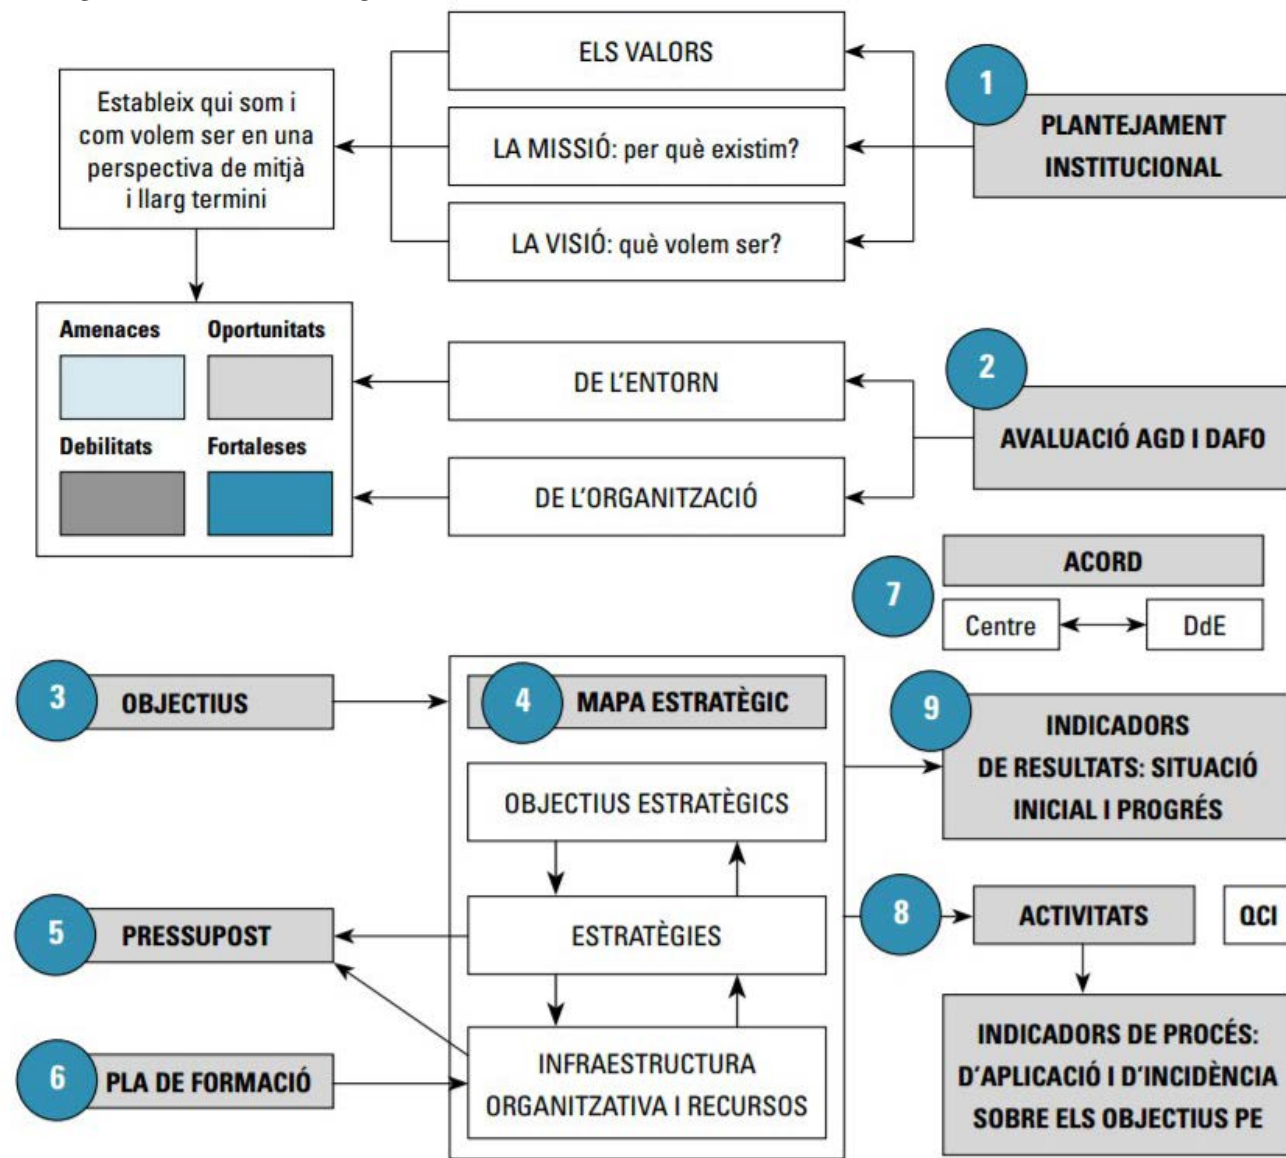 ELS VALORS
1
Estableix qui som i
com volem ser en una
perspectiva de mitjà
i llarg termini
LA MISSIÓ: per què existim?
PLANTEJAMENT
INSTITUCIONAL
LA VISIÓ: què volem ser?
Amenaces
Oportunitats
Debilitats
Fortaleses
DE L’ENTORN
DE L’ORGANITZACIÓ
2
AVALUACIÓ AGD I DAFO
7
ACORD
Centre
DdE
3
OBJECTIUS
4
MAPA ESTRATÈGIC
OBJECTIUS ESTRATÈGICS
ESTRATÈGIES
INFRAESTRUCTURA
ORGANITZATIVA I RECURSOS
9
INDICADORS
DE RESULTATS: SITUACIÓ
INICIAL I PROGRÉS
5
PRESSUPOST
8
ACTIVITATS
QCI
6
PLA DE FORMACIÓ
INDICADORS DE PROCÉS:
D’APLICACIÓ I D’INCIDÈNCIA
SOBRE ELS OBJECTIUS PE